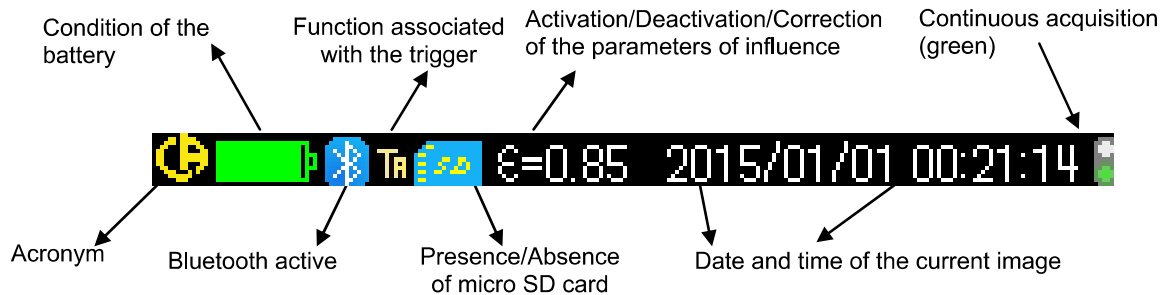 Condition of the
battery
Function associated
with the trigger
Activation/Deactivation/Correction
of the parameters of influence
Continuous acquisition
(green)
CA TA SD Ɛ=0.85 2015/01/01 00:21:14
Acronym
Bluetooth active
Presence/Absence
of micro SD card
Date and time of the current image